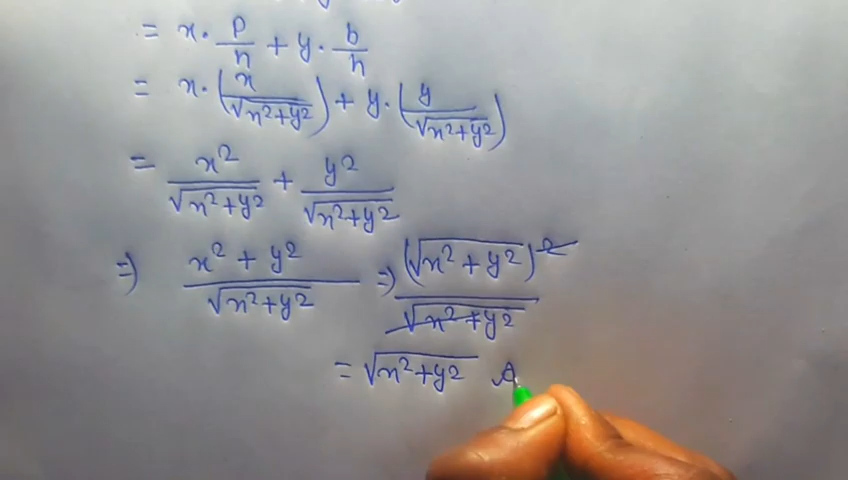 = x · p/h + y · b/h
= x · (x/√x²+y²) + y · (y/√x²+y²)
= x²/√x²+y² + y²/√x²+y²
⇒ x² + y²/√x²+y² ⇒ (√x² + y²)²/√x²+y²
= √x²+y² A